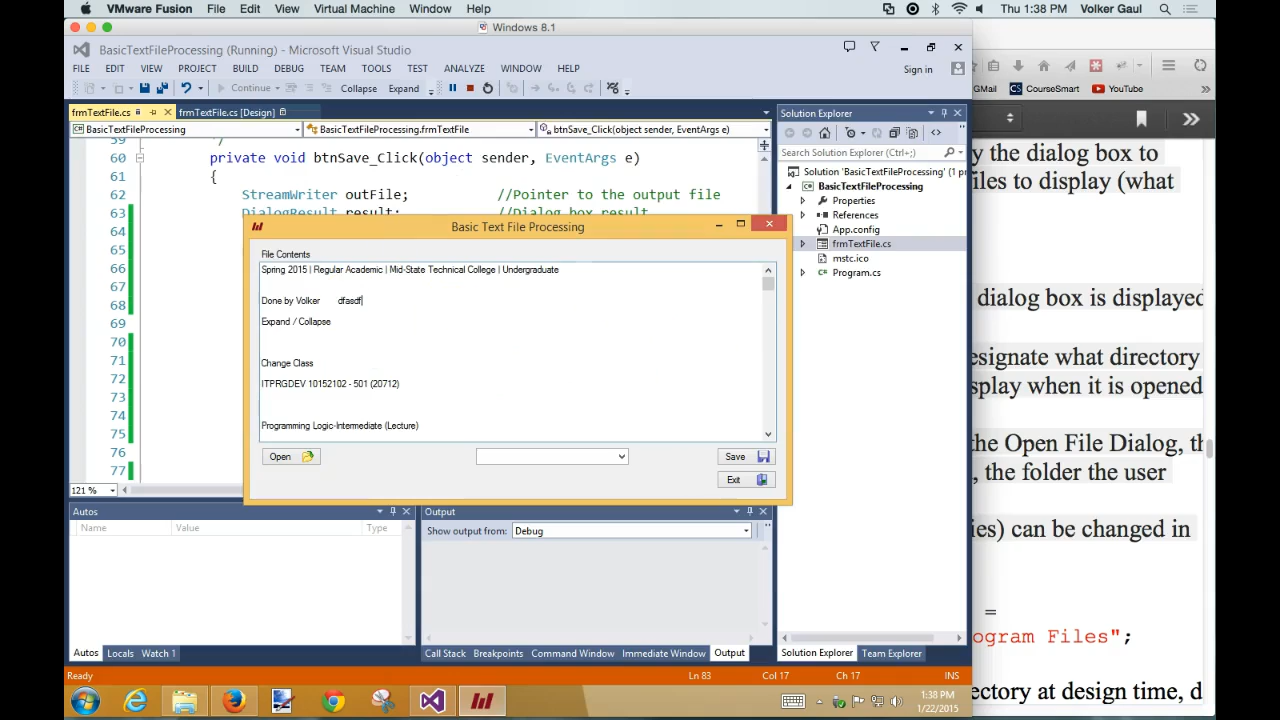 VMware Fusion File Edit View Virtual Machine Window Help Thu 1:38 PM Volker Gaul
Windows 8.1
BasicTextFileProcessing (Running) - Microsoft Visual Studio
FILE EDIT VIEW PROJECT BUILD DEBUG TEAM TOOLS TEST ANALYZE WINDOW HELP Sign in
Continue Collapse Expand
GMail CourseSmart YouTube
frmTextFile.cs frmTextFile.cs [Design]
Solution Explorer
BasicTextFileProcessing BasicTextFileProcessing.frmTextFile btnSave_Click(object sender, EventArgs e)
Search Solution Explorer (Ctrl+;)
59 */
60 private void btnSave_Click(object sender, EventArgs e)
61 {
62 StreamWriter outFile; //Pointer to the output file
63 DialogResult result; //Dialog box result
64
65
66
67
68
69
70
71
72
73
74
75
76
77
121 %
Basic Text File Processing
File Contents
Spring 2015 | Regular Academic | Mid-State Technical College | Undergraduate
Done by Volker dfasdf
Expand / Collapse
Change Class
ITPRGDEV 10152102 - 501 (20712)
Programming Logic-Intermediate (Lecture)
Open
Save
Exit
Solution 'BasicTextFileProcessing' (1 p
BasicTextFileProcessing
Properties
References
App.config
frmTextFile.cs
mstc.ico
Program.cs
Autos
Name Value Type
Output
Show output from: Debug
Autos Locals Watch 1
Call Stack Breakpoints Command Window Immediate Window Output
Solution Explorer Team Explorer
Ready Ln 83 Col 17 Ch 17 INS
1:38 PM
1/22/2015
y the dialog box to
iles to display (what
dialog box is displayed
esignate what directory
splay when it is opened
the Open File Dialog, th
, the folder the user
ies) can be changed in
=
ogram Files";
ectory at design time, d